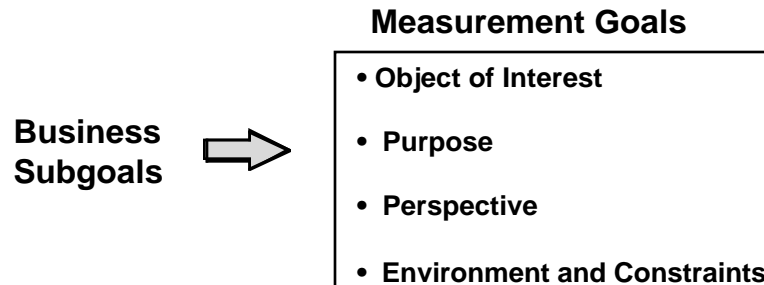 Measurement Goals
• Object of Interest
Business
Subgoals
• Purpose
• Perspective
• Environment and Constraints